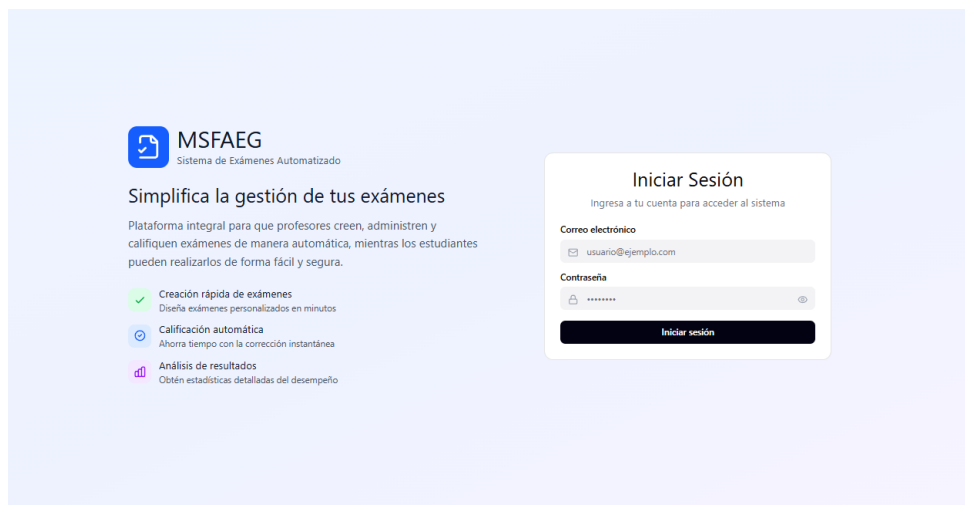 MSFAEG
Sistema de Exámenes Automatizado
Simplifica la gestión de tus exámenes
Plataforma integral para que profesores creen, administren y
califiquen exámenes de manera automática, mientras los estudiantes
pueden realizarlos de forma fácil y segura.
Creación rápida de exámenes
Diseña exámenes personalizados en minutos
Calificación automática
Ahorra tiempo con la corrección instantánea
Análisis de resultados
Obtén estadísticas detalladas del desempeño
Iniciar Sesión
Ingresa a tu cuenta para acceder al sistema
Correo electrónico
usuario@ejemplo.com
Contraseña
••••••••
Iniciar sesión